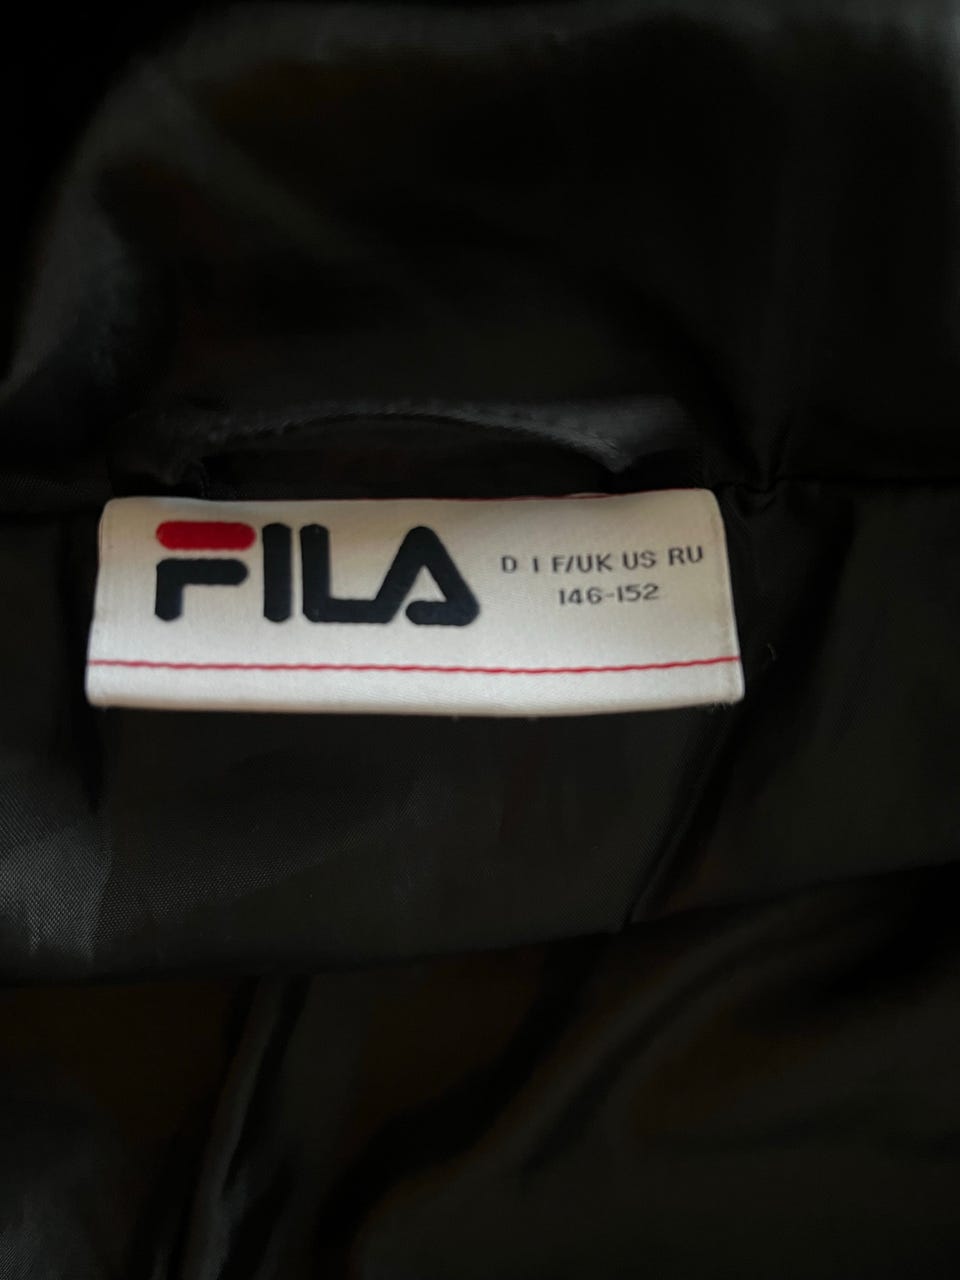 FILA
D I F/UK US RU
146-152